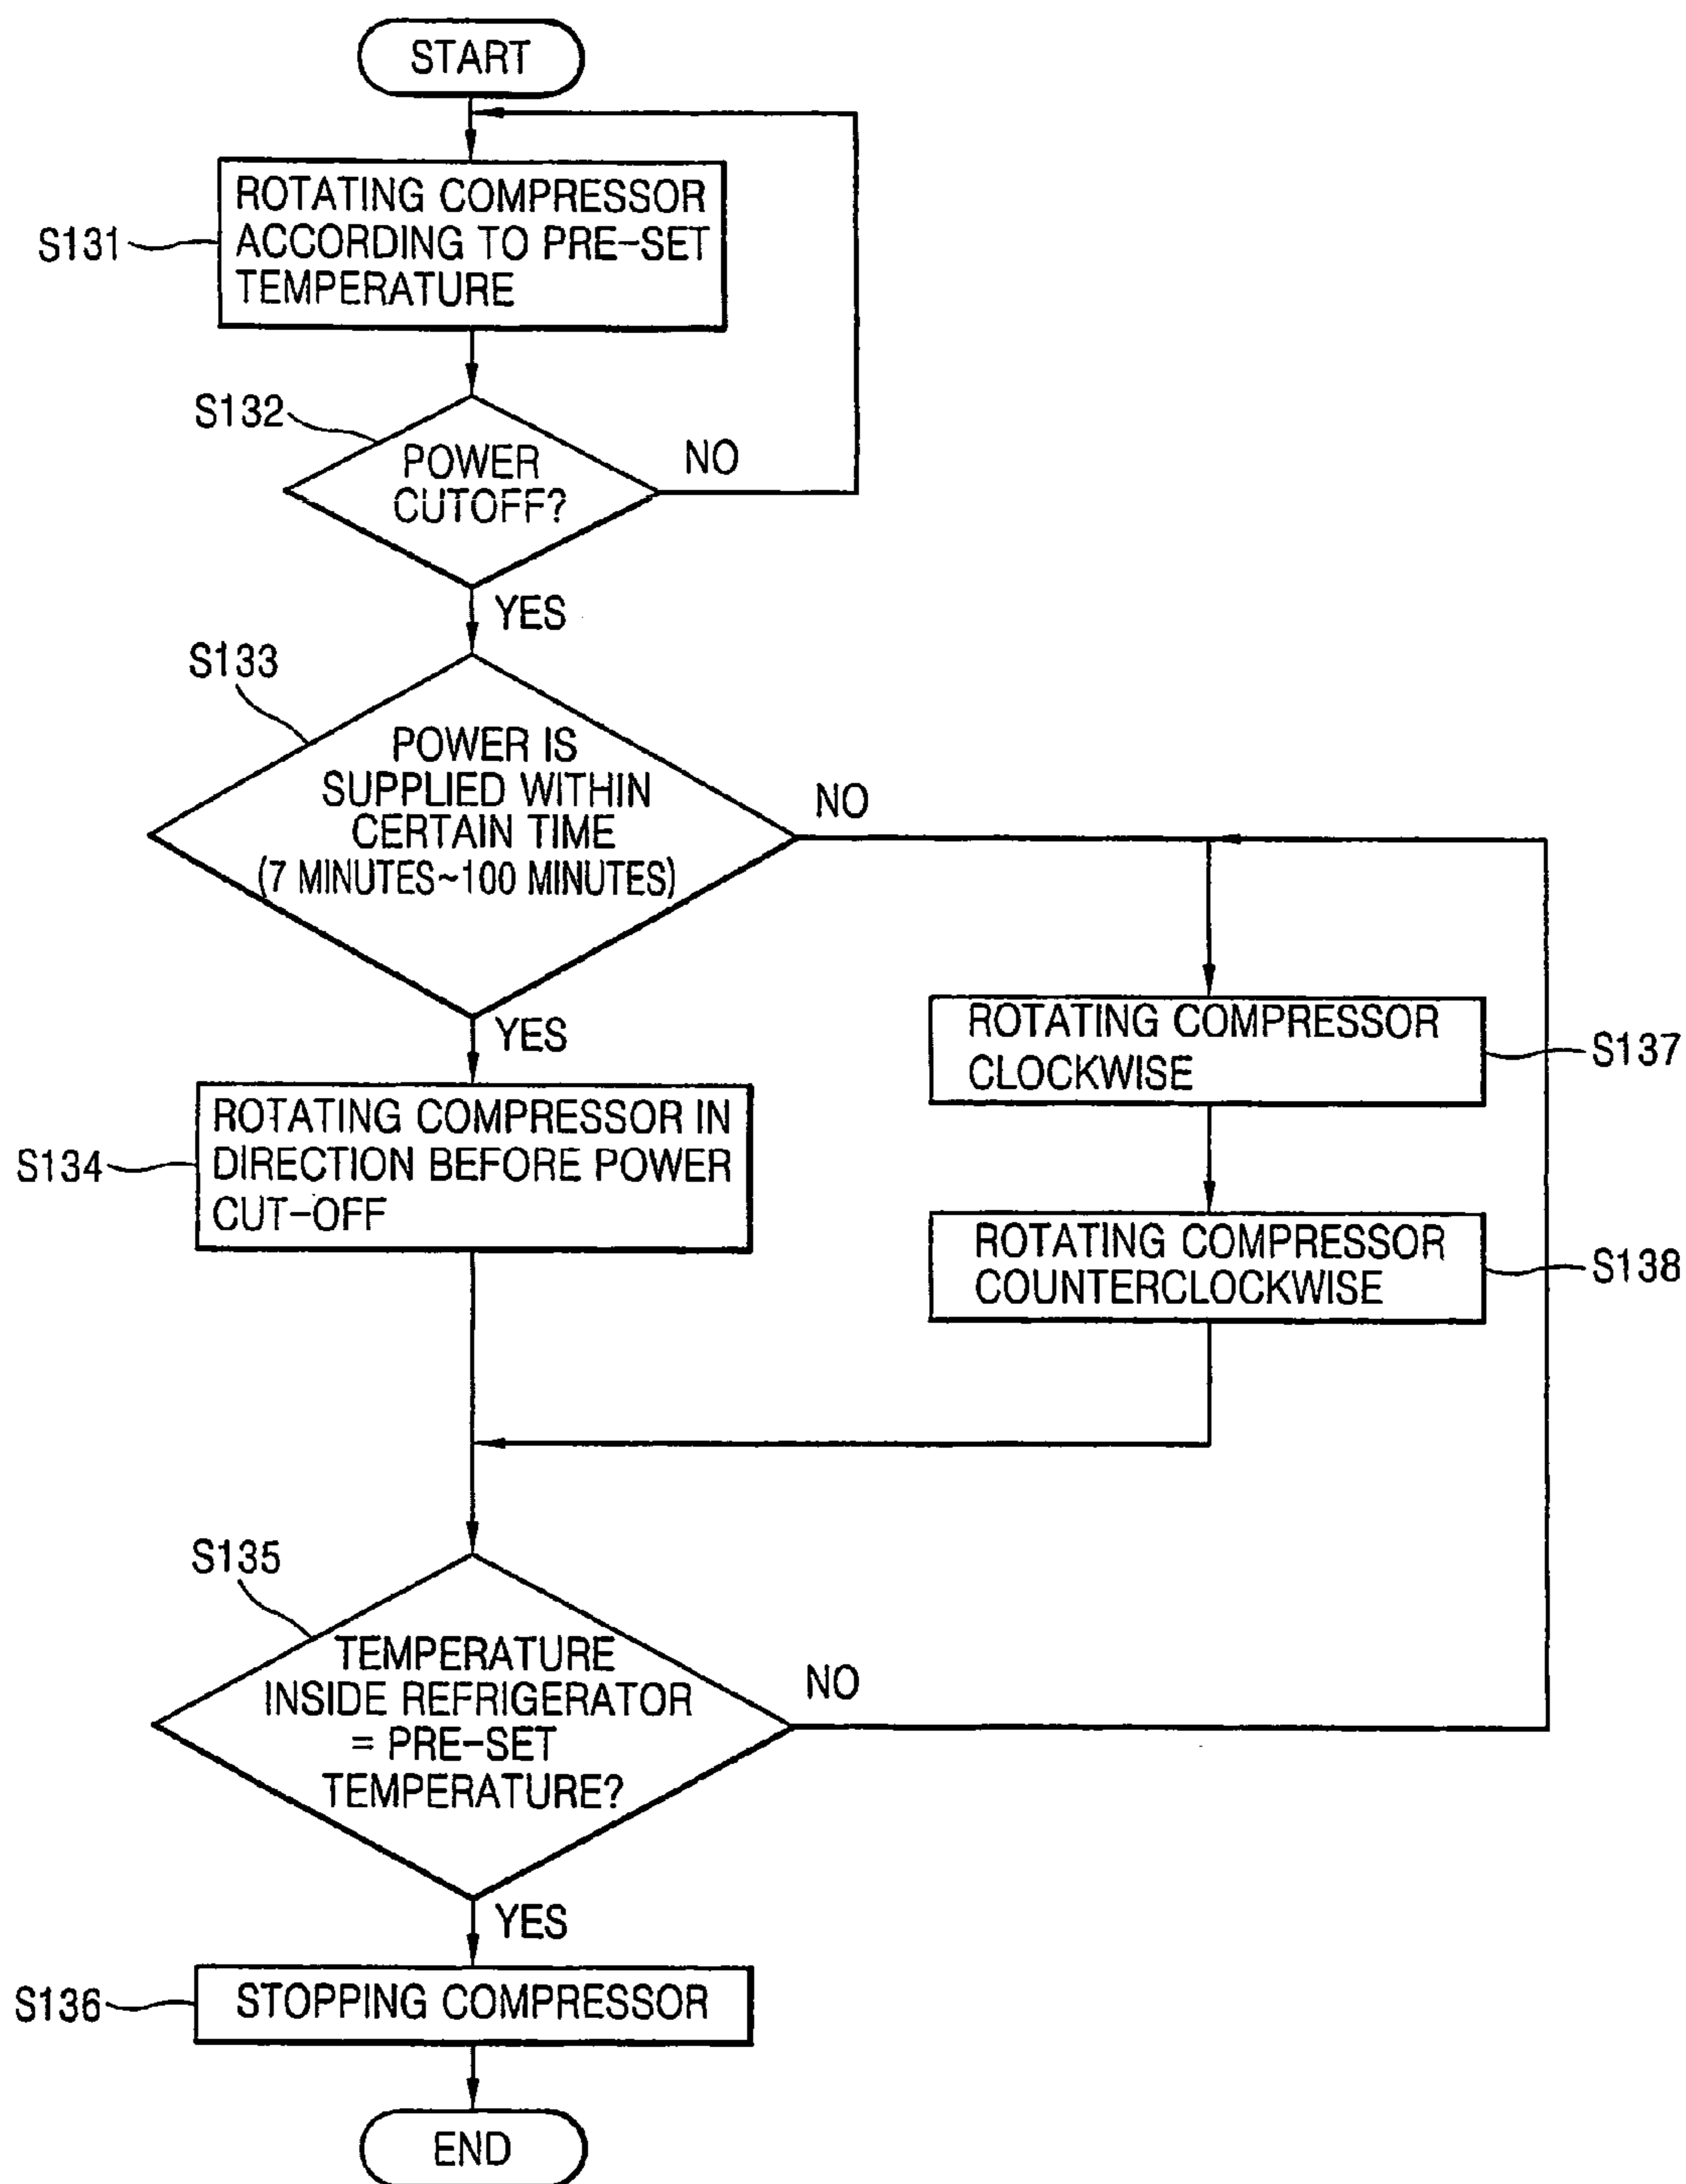 START
S131
ROTATING COMPRESSOR
ACCORDING TO PRE-SET
TEMPERATURE
S132
POWER
CUTOFF?
NO
YES
S133
POWER IS
SUPPLIED WITHIN
CERTAIN TIME
(7 MINUTES~100 MINUTES)
NO
YES
S134
ROTATING COMPRESSOR IN
DIRECTION BEFORE POWER
CUT-OFF
ROTATING COMPRESSOR
CLOCKWISE
S137
ROTATING COMPRESSOR
COUNTERCLOCKWISE
S138
S135
TEMPERATURE
INSIDE REFRIGERATOR
= PRE-SET
TEMPERATURE?
NO
YES
S136
STOPPING COMPRESSOR
END